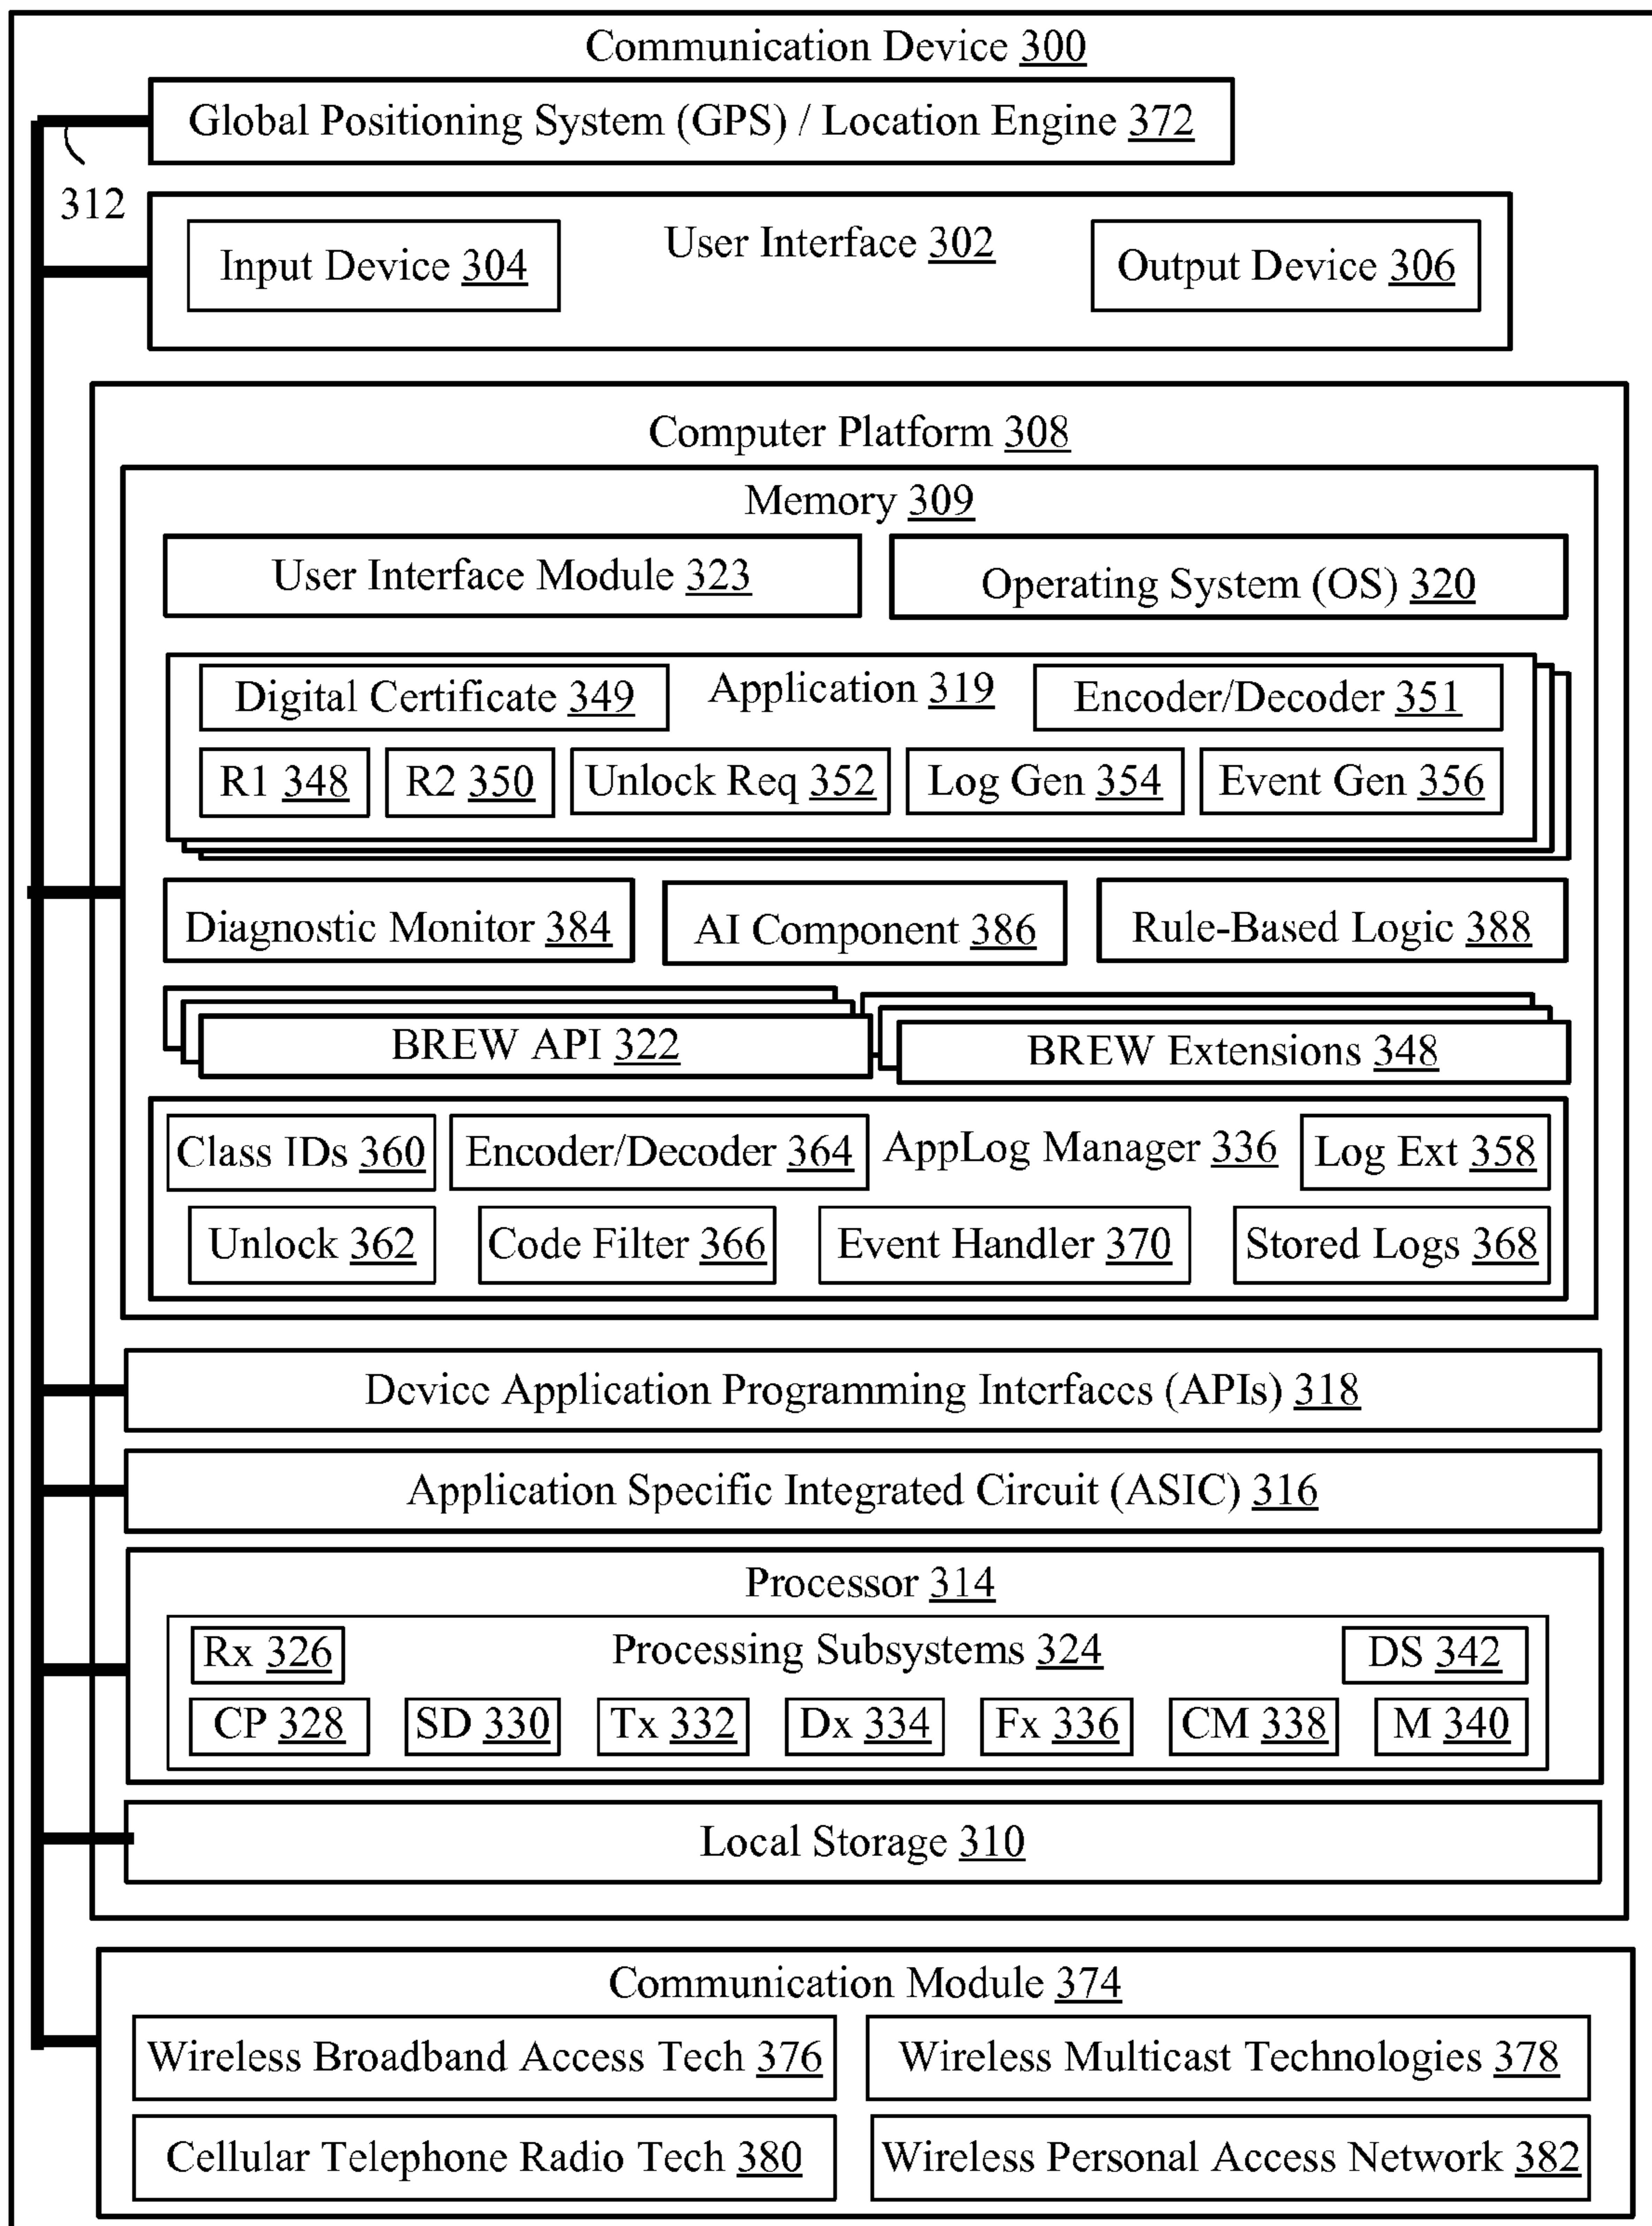 Communication Device 300
Global Positioning System (GPS) / Location Engine 372
312
Input Device 304 User Interface 302 Output Device 306
Computer Platform 308
Memory 309
User Interface Module 323 Operating System (OS) 320
Digital Certificate 349 Application 319 Encoder/Decoder 351
R1 348 R2 350 Unlock Req 352 Log Gen 354 Event Gen 356
Diagnostic Monitor 384 AI Component 386 Rule-Based Logic 388
BREW API 322 BREW Extensions 348
Class IDs 360 Encoder/Decoder 364 AppLog Manager 336 Log Ext 358
Unlock 362 Code Filter 366 Event Handler 370 Stored Logs 368
Device Application Programming Interfaces (APIs) 318
Application Specific Integrated Circuit (ASIC) 316
Processor 314
Rx 326 Processing Subsystems 324 DS 342
CP 328 SD 330 Tx 332 Dx 334 Fx 336 CM 338 M 340
Local Storage 310
Communication Module 374
Wireless Broadband Access Tech 376 Wireless Multicast Technologies 378
Cellular Telephone Radio Tech 380 Wireless Personal Access Network 382